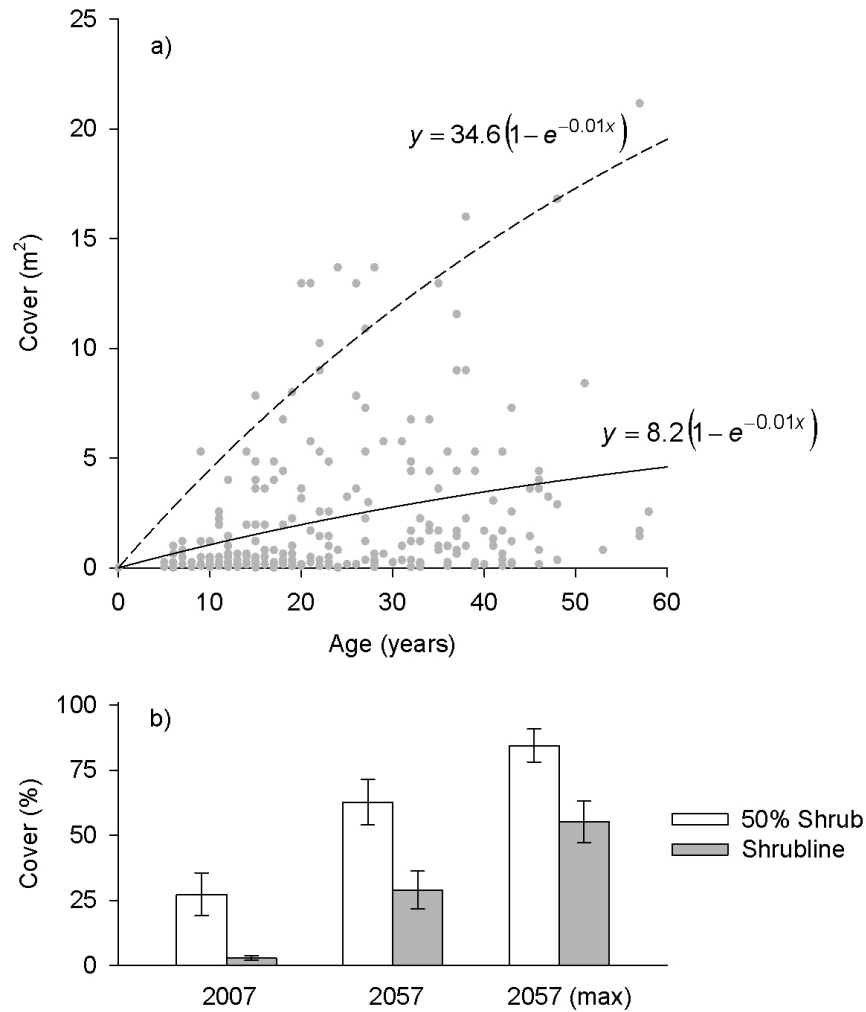 25
a)
20
y = 34.6(1 − e^−0.01x)
15
Cover (m²)
10
y = 8.2(1 − e^−0.01x)
5
0
0 10 20 30 40 50 60
Age (years)
100
b)
75
Cover (%)
50% Shrub
50
Shrubline
25
0
2007 2057 2057 (max)